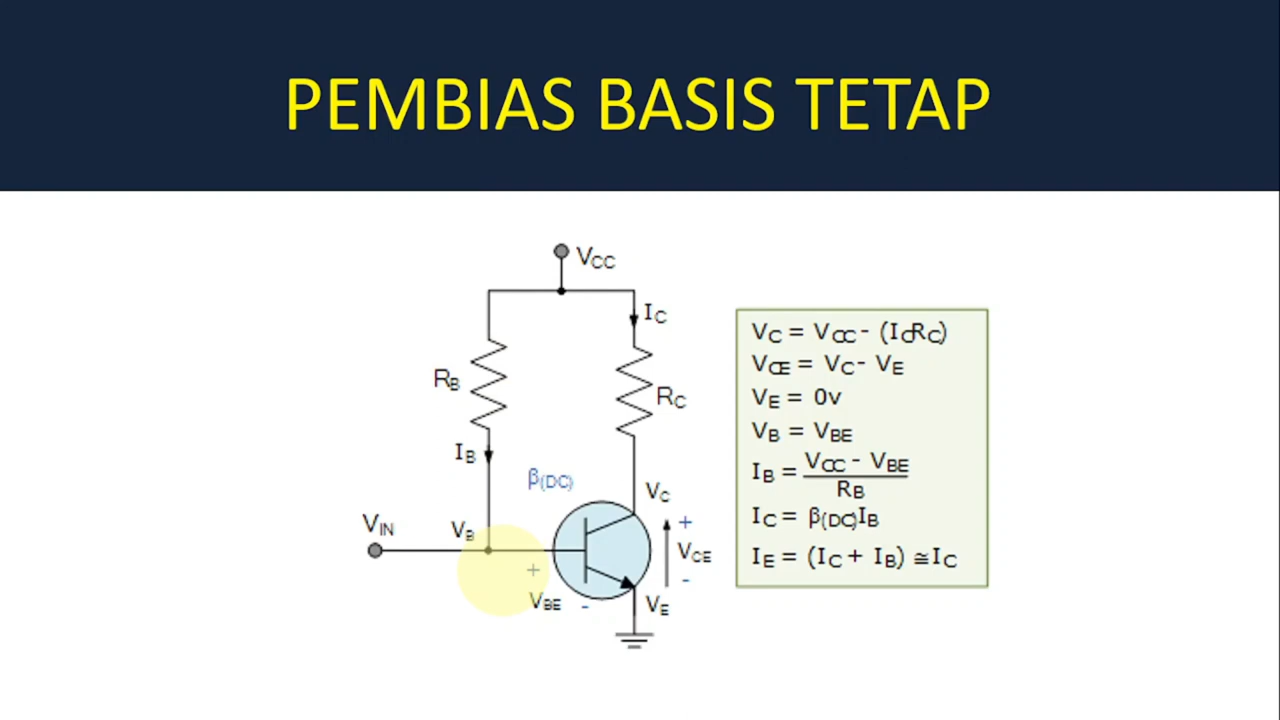 PEMBIAS BASIS TETAP
VCC
IC
RB
RC
IB
β(DC)
VC
VIN
VB
+
VCE
-
+
VBE -
VE
VC = VCC - (ICRC)
VCE = VC - VE
VE = 0v
VB = VBE
IB = VCC - VBE
RB
IC = β(DC)IB
IE = (IC + IB) ≅ IC